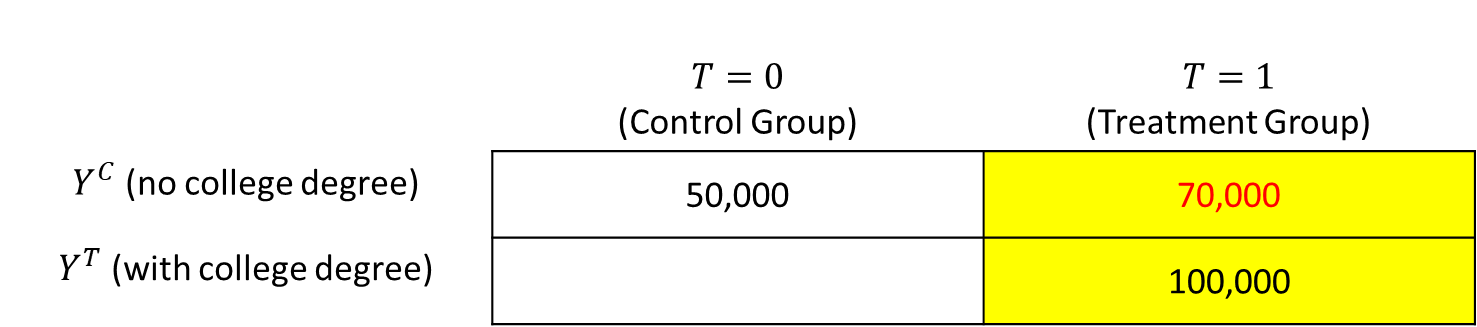 T = 0 T = 1
(Control Group) (Treatment Group)
Y^C (no college degree) 50,000 70,000
Y^T (with college degree) 100,000